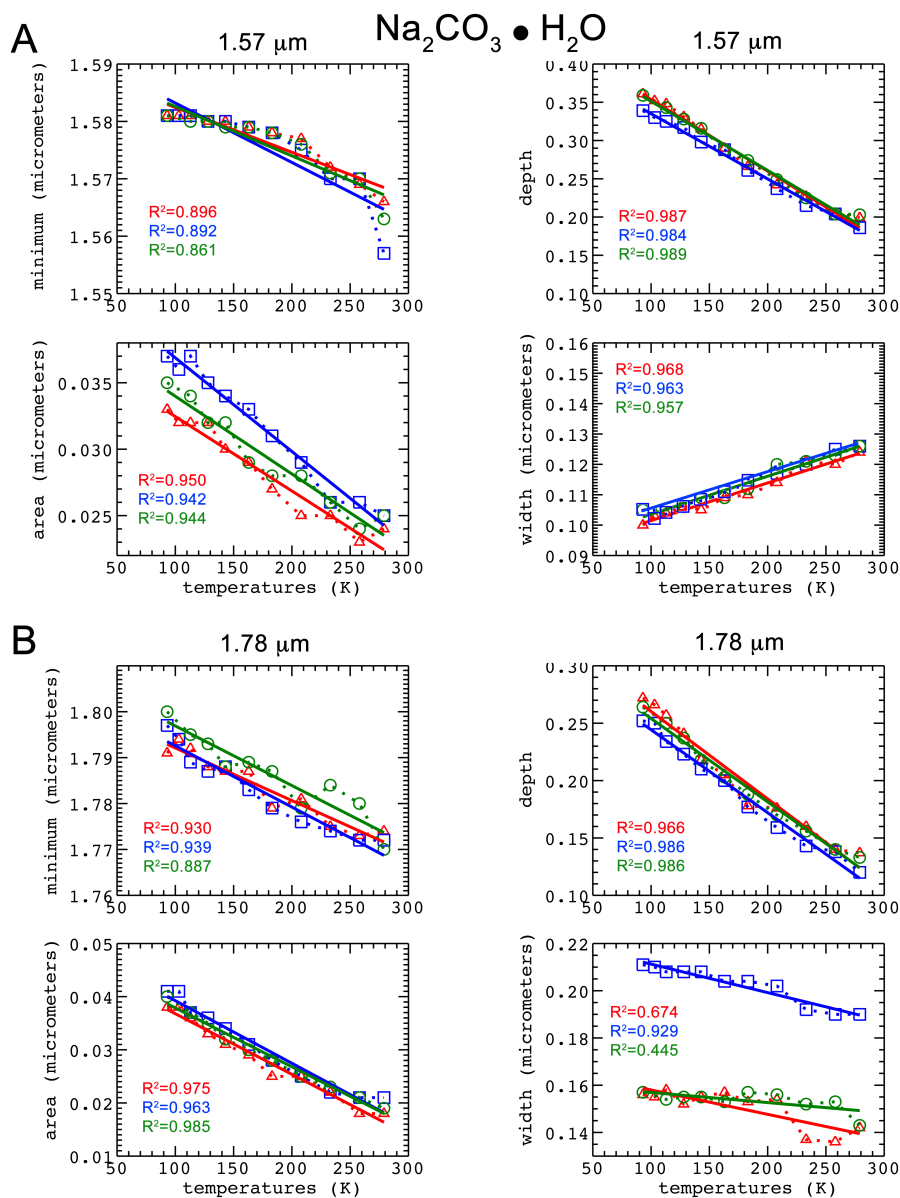 A
Na₂CO₃ • H₂O
1.57 μm
1.57 μm
minimum (micrometers)
1.59
1.58
1.57
1.56
1.55
R²=0.896
R²=0.892
R²=0.861
50 100 150 200 250 300
depth
0.40
0.35
0.30
0.25
0.20
0.15
0.10
R²=0.987
R²=0.984
R²=0.989
50 100 150 200 250 300
area (micrometers)
0.035
0.030
0.025
R²=0.950
R²=0.942
R²=0.944
50 100 150 200 250 300
temperatures (K)
width (micrometers)
0.16
0.15
0.14
0.13
0.12
0.11
0.10
0.09
R²=0.968
R²=0.963
R²=0.957
50 100 150 200 250 300
temperatures (K)
B
1.78 μm
1.78 μm
minimum (micrometers)
1.80
1.79
1.78
1.77
1.76
R²=0.930
R²=0.939
R²=0.887
50 100 150 200 250 300
depth
0.30
0.25
0.20
0.15
0.10
R²=0.966
R²=0.986
R²=0.986
50 100 150 200 250 300
area (micrometers)
0.05
0.04
0.03
0.02
0.01
R²=0.975
R²=0.963
R²=0.985
50 100 150 200 250 300
temperatures (K)
width (micrometers)
0.22
0.20
0.18
0.16
0.14
R²=0.674
R²=0.929
R²=0.445
50 100 150 200 250 300
temperatures (K)